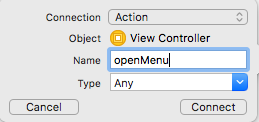 Connection Action
Object View Controller
Name openMenu
Type Any
Cancel Connect